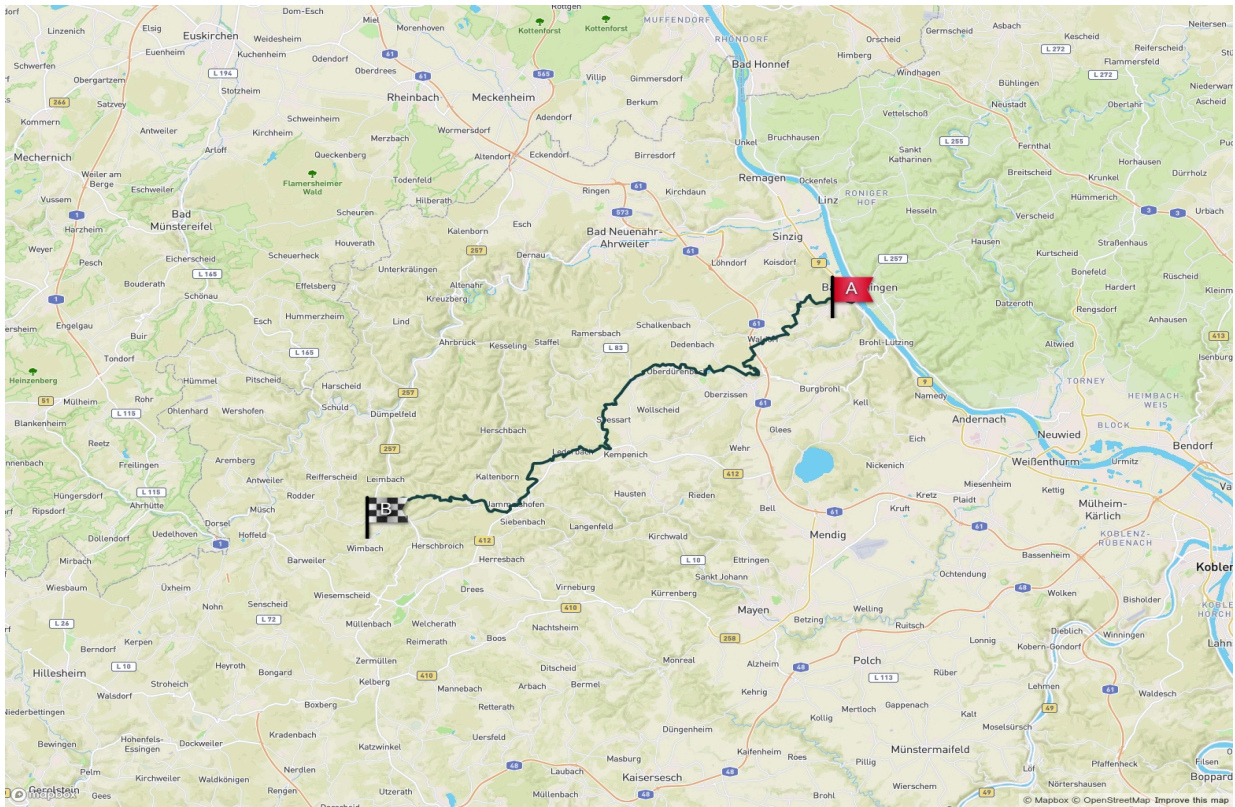 Linzenich
Elsig
Euskirchen
Dom-Esch
Miel
Morenhoven
Kottenforst
Kottenforst
MUFFENDORF
RHÖNDORF
Bad Honnef
Orscheid
Himberg
Germscheid
Asbach
Kescheid
L 272
Reiferscheid
Neitersen
Weidesheim
Kuchenheim
Odendorf
Euenheim
L 194
61
Oberdrees
61
565
Villip
Gimmersdorf
Windhagen
Bühlingen
Flammersfeld
L 272
Schwerfen
Obergartzem
Stotzheim
Rheinbach
Meckenheim
Berkum
Neustadt
Oberlahr
Ascheid
266
Satzvey
Schweinheim
Adendorf
Vettelschoß
Kommern
Antweiler
Kirchheim
Merzbach
Wormersdorf
Bruchhausen
L 255
Fernthal
Mechernich
Arloff
Queckenberg
Altendorf
Eckendorf
Birresdorf
Unkel
Sankt
Katharinen
Horhausen
Weiler am
Berge
Eschweiler
Flamersheimer
Wald
Todenfeld
Remagen
Ockenfels
Breitscheid
Krunkel
Dürrholz
Vussem
Hilberath
Ringen
61
Kirchdaun
Linz
RONIGER
HOF
Hümmerich
1
Bad
Münstereifel
Scheuren
573
Hesseln
Verscheid
3
3
Urbach
Harzheim
Kalenborn
Esch
Bad Neuenahr-
Ahrweiler
Sinzig
Straßenhaus
Weyer
Pesch
Eicherscheid
Houverath
257
Dernau
61
Löhndorf
Koisdorf
9
L 257
Hausen
Kurtscheid
Bonefeld
Scheuerheck
Unterkrälingen
Rüscheid
1
Bouderath
L 165
Effelsberg
Altenahr
Hardert
Kleinm
Schönau
Kreuzberg
Datzeroth
Rengsdorf
Engelgau
Esch
Hummerzheim
Lind
61
Schalkenbach
Anhausen
413
Buir
Ahrbrück
Kesseling
Staffel
Ramersbach
L 83
Dedenbach
Brohl-Lützing
Altwied
Isenburg
Tondorf
L 165
Heinzenberg
Hümmel
Pitscheid
Harscheid
257
Oberzissen
Burgbrohl
9
Namedy
TORNEY
HEIMBACH-
WEIS
51
Mülheim
Rohr
Ohlenhard
Wershofen
Schuld
Dümpelfeld
Wollscheid
61
Kell
Andernach
BLOCK
Blankenheim
L 115
Herschbach
Glees
Neuwied
Bendorf
Reetz
Aremberg
257
Wehr
Eich
Weißenthurm
Urmitz
Freilingen
Reifferscheid
Leimbach
Kaltenborn
Kempenich
412
Nickenich
Miesenheim
Hüngersdorf
L 115
Antweiler
Rodder
Hausten
Rieden
Kretz
Plaidt
Kettig
Mülheim-
Kärlich
Ripsdorf
Ahrhütte
Müsch
Siebenbach
Bell
61
Kruft
Dorsel
Langenfeld
Dollendorf
Uedelhoven
1
Hoffeld
Wimbach
Herschbroich
412
Kirchwald
Mendig
61
KOBLENZ-
RÜBENACH
Mirbach
Barweiler
Herresbach
L 10
Ettringen
Bassenheim
Koblen
Wiesbaum
Üxheim
Sankt Johann
Ochtendung
48
Nohn
Senscheid
Wiesemscheid
Drees
Virneburg
Kürrenberg
Wolken
Bisholder
L 26
L 72
Müllenbach
Welcherath
410
Mayen
Welling
Kerpen
Reimerath
Boos
Nachtsheim
Betzing
Ruitsch
48
Dieblich
Winningen
Berndorf
258
Lonnig
Kobern-Gondorf
Lahn
Hillesheim
L 10
Heyroth
Zermüllen
Monreal
Polch
Stroheich
Bongard
Kelberg
410
Ditscheid
Alzheim
48
L 113
Rüber
Lehmen
61
Waldesch
Walsdorf
Mannebach
Arbach
Bermel
Kehrig
Mertloch
Gappenach
49
Niederbettingen
Boxberg
Retterath
Kollig
Kalt
Moselsürsch
Bewingen
Hohenfels-
Essingen
Dockweiler
Kradenbach
Katzwinkel
Uersfeld
Düngenheim
Münstermaifeld
Masburg
Kaifenheim
Roes
Pillig
Pfaffenheck
Filsen
Pelm
Kirchweiler
Waldkönigen
Nerdlen
48
Laubach
48
Löf
Boppard
Gerolstein
Gees
Rengen
Utzerath
Müllenbach
Kaisersesch
Brohl
Wierschem
49
Nörtershausen
A
B
mapbox
© Mapbox © OpenStreetMap Improve this map